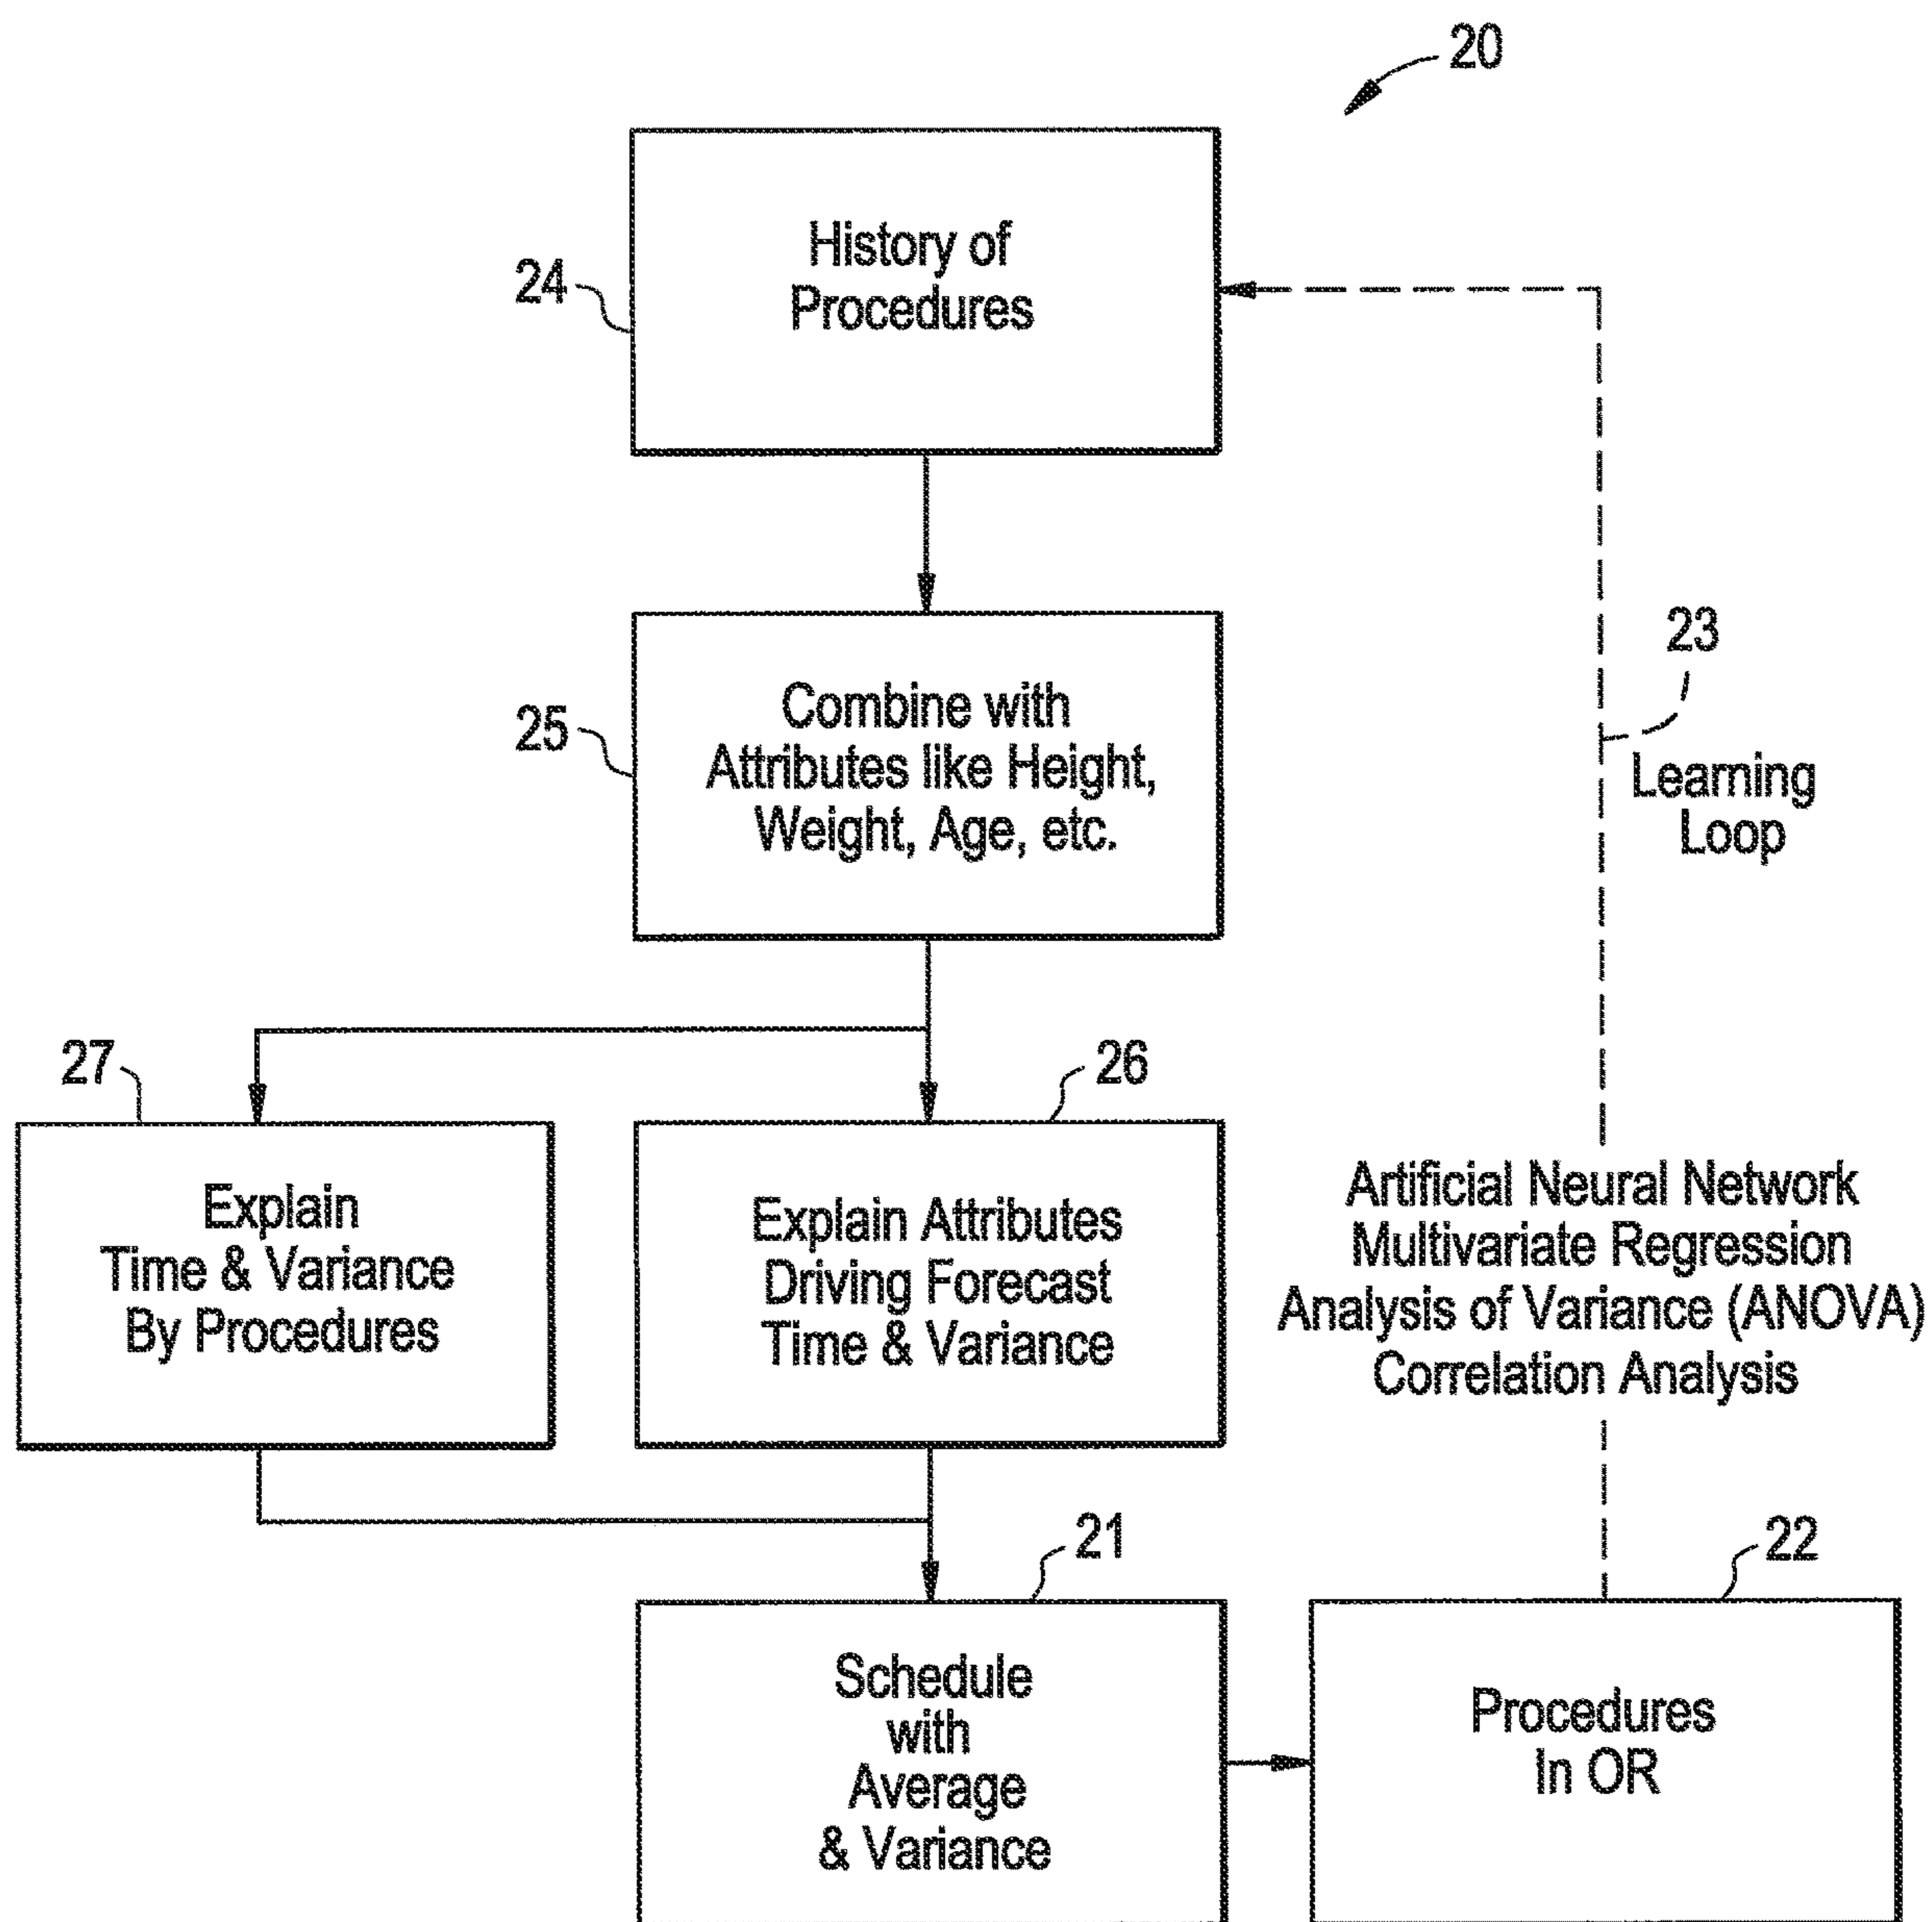 20
History of
Procedures
24
Combine with
Attributes like Height,
Weight, Age, etc.
25
23
Learning
Loop
27
Explain
Time & Variance
By Procedures
26
Explain Attributes
Driving Forecast
Time & Variance
Artificial Neural Network
Multivariate Regression
Analysis of Variance (ANOVA)
Correlation Analysis
21
Schedule
with
Average
& Variance
22
Procedures
In OR